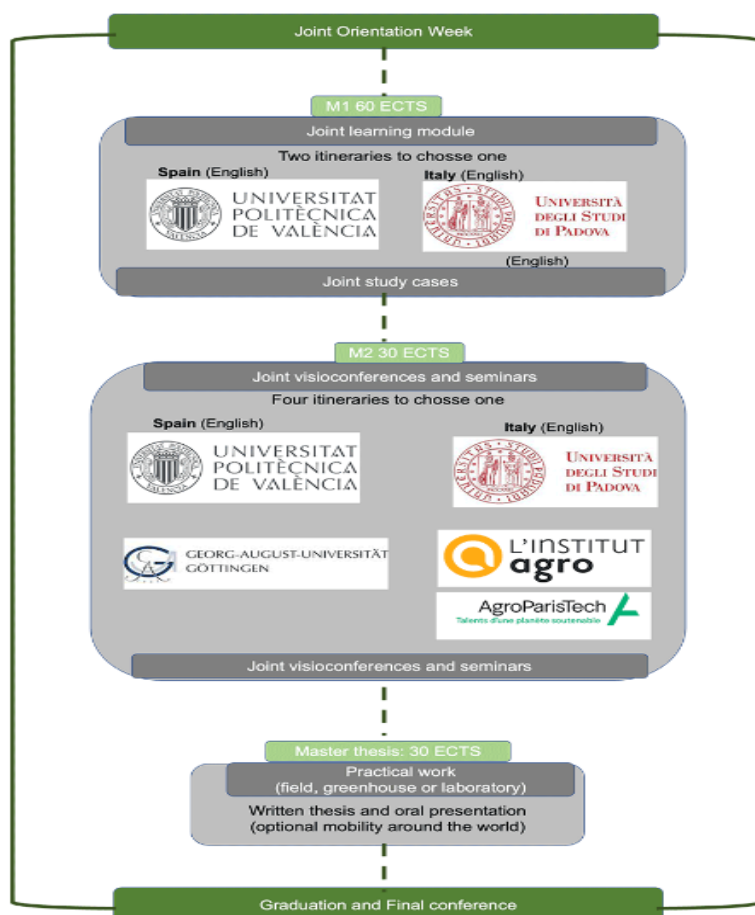 Joint Orientation Week
M1 60 ECTS
Joint learning module
Two itineraries to chosse one
Spain (English)
Italy (English)
UNIVERSITAT
POLITÈCNICA
DE VALÈNCIA
UNIVERSITÀ
DEGLI STUDI
DI PADOVA
(English)
Joint study cases
M2 30 ECTS
Joint visioconferences and seminars
Four itineraries to chosse one
Spain (English)
Italy (English)
UNIVERSITAT
POLITÈCNICA
DE VALÈNCIA
UNIVERSITÀ
DEGLI STUDI
DI PADOVA
GEORG-AUGUST-UNIVERSITÄT
GÖTTINGEN
L'INSTITUT
agro
AgroParisTech
Talents d'une planète soutenable
Joint visioconferences and seminars
Master thesis: 30 ECTS
Practical work
(field, greenhouse or laboratory)
Written thesis and oral presentation
(optional mobility around the world)
Graduation and Final conference